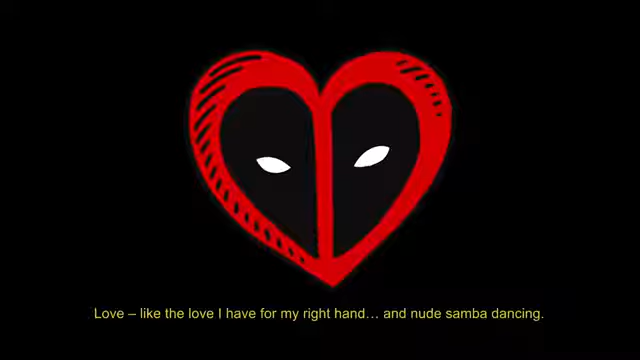 Love – like the love I have for my right hand… and nude samba dancing.